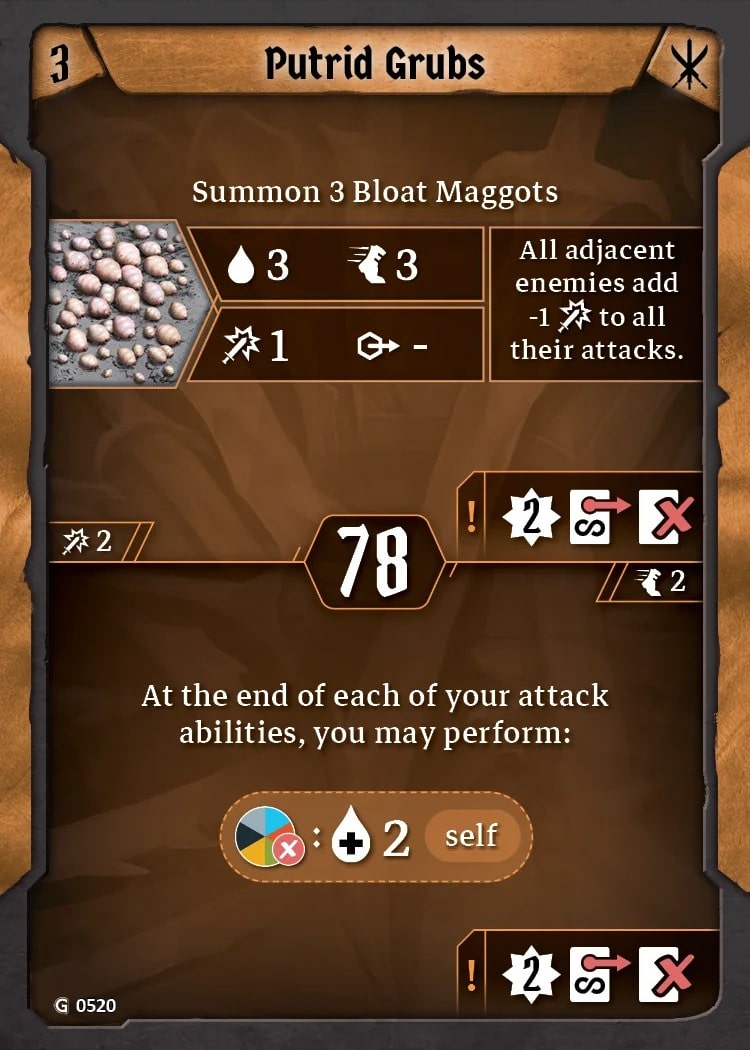 3
Putrid Grubs
Summon 3 Bloat Maggots
3 3
1 -
All adjacent
enemies add
-1 to all
their attacks.
! 2
2
78
2
At the end of each of your attack
abilities, you may perform:
: 2 self
! 2
G 0520